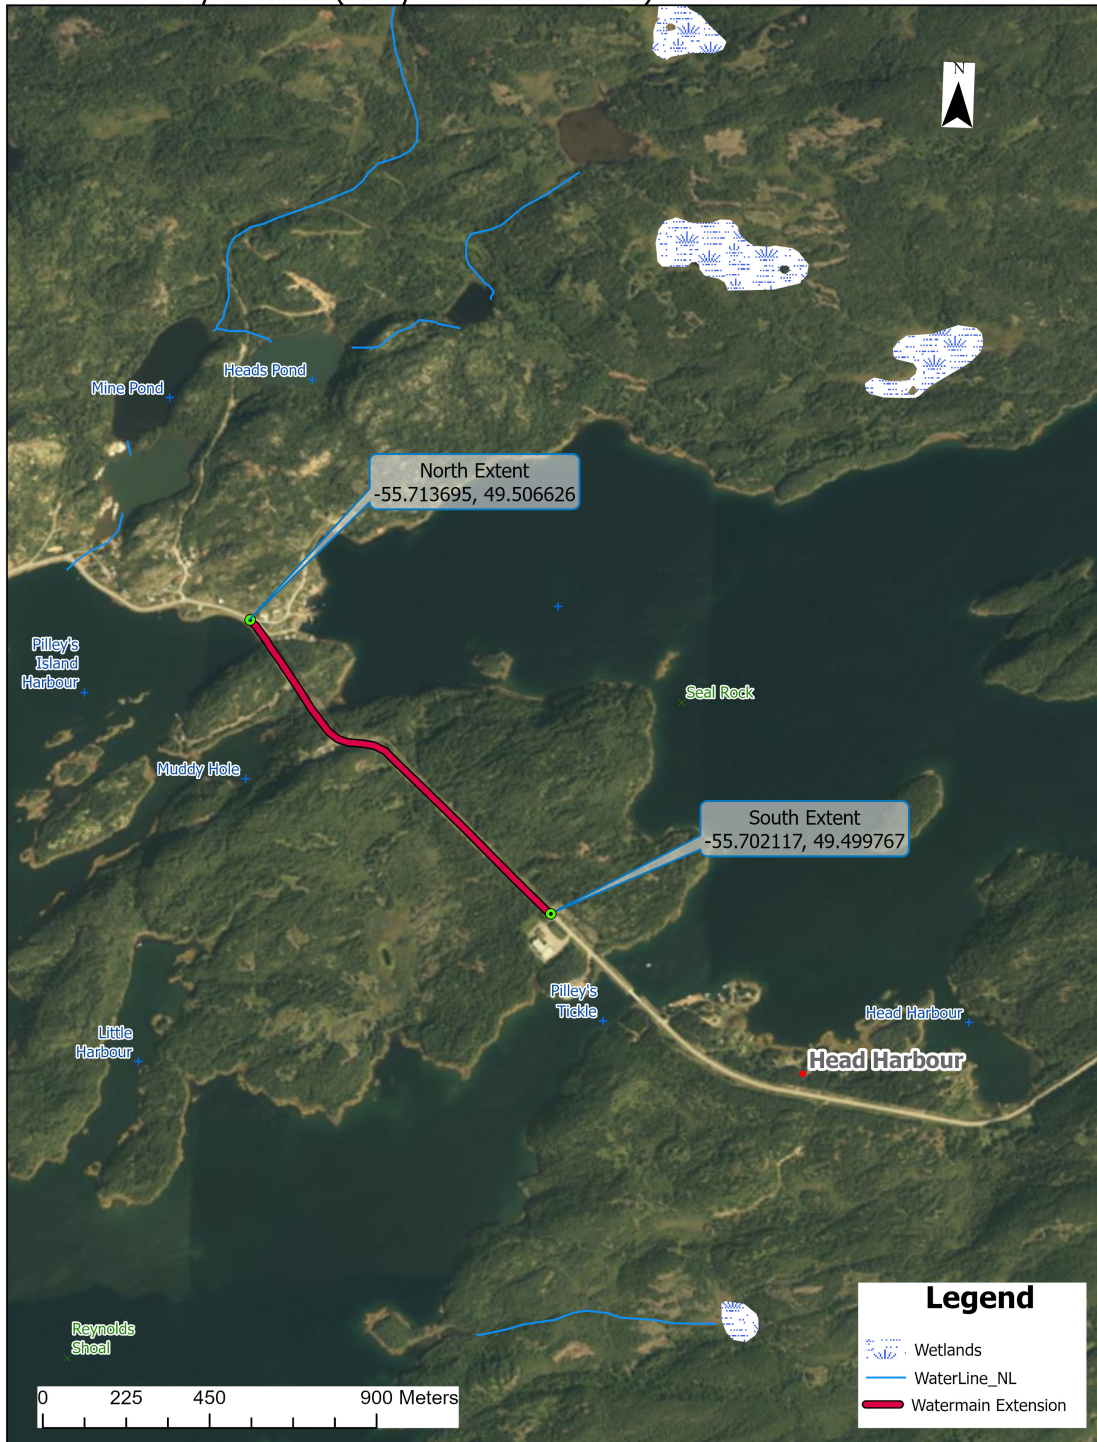 N
Heads Pond
Mine Pond
North Extent
-55.713695, 49.506626
Pilley's
Island
Harbour
Seal Rock
Muddy Hole
South Extent
-55.702117, 49.499767
Pilley's
Tickle
Head Harbour
Little
Harbour
Head Harbour
Reynolds
Shoal
Legend
Wetlands
WaterLine_NL
Watermain Extension
0 225 450 900 Meters